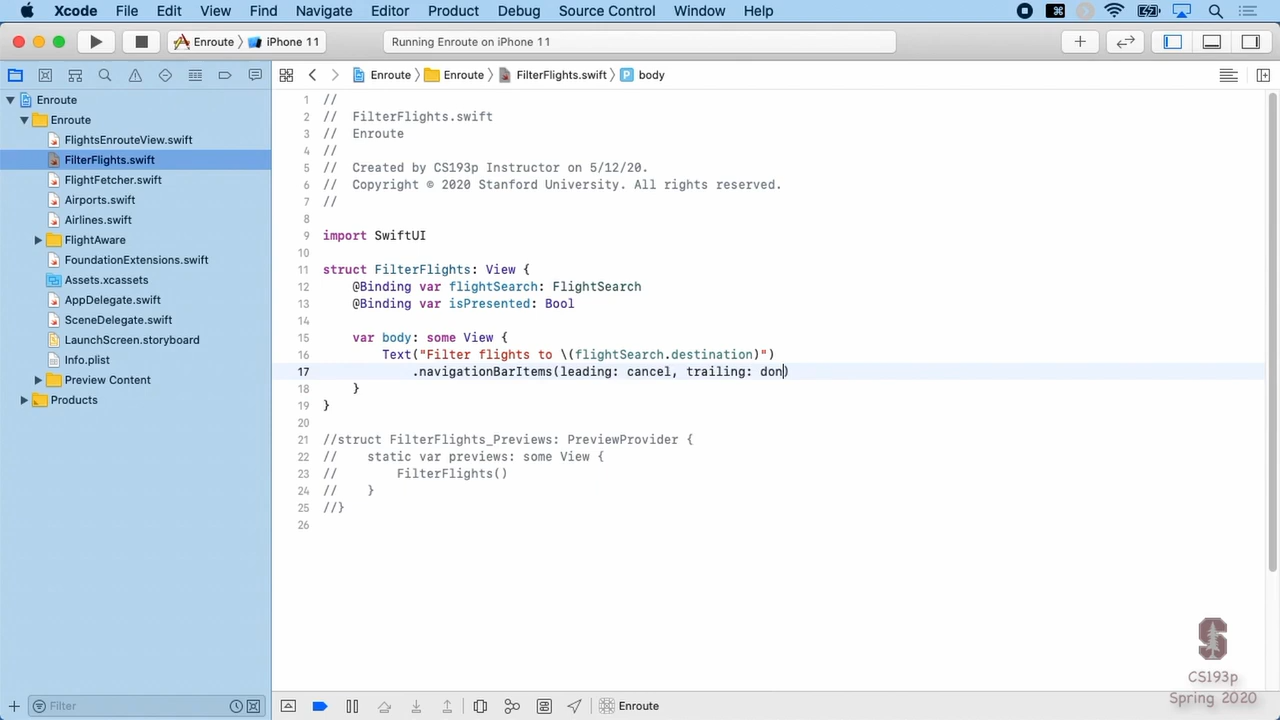 Xcode File Edit View Find Navigate Editor Product Debug Source Control Window Help
Enroute iPhone 11 Running Enroute on iPhone 11
Enroute Enroute FilterFlights.swift P body
Enroute
Enroute
FlightsEnrouteView.swift
FilterFlights.swift
FlightFetcher.swift
Airports.swift
Airlines.swift
FlightAware
FoundationExtensions.swift
Assets.xcassets
AppDelegate.swift
SceneDelegate.swift
LaunchScreen.storyboard
Info.plist
Preview Content
Products
Filter
1 //
2 //  FilterFlights.swift
3 //  Enroute
4 //
5 //  Created by CS193p Instructor on 5/12/20.
6 //  Copyright © 2020 Stanford University. All rights reserved.
7 //
8
9 import SwiftUI
10
11 struct FilterFlights: View {
12     @Binding var flightSearch: FlightSearch
13     @Binding var isPresented: Bool
14
15     var body: some View {
16         Text("Filter flights to \(flightSearch.destination)")
17             .navigationBarItems(leading: cancel, trailing: don)
18     }
19 }
20
21 //struct FilterFlights_Previews: PreviewProvider {
22 //    static var previews: some View {
23 //        FilterFlights()
24 //    }
25 //}
26
Enroute
S
CS193p
Spring 2020